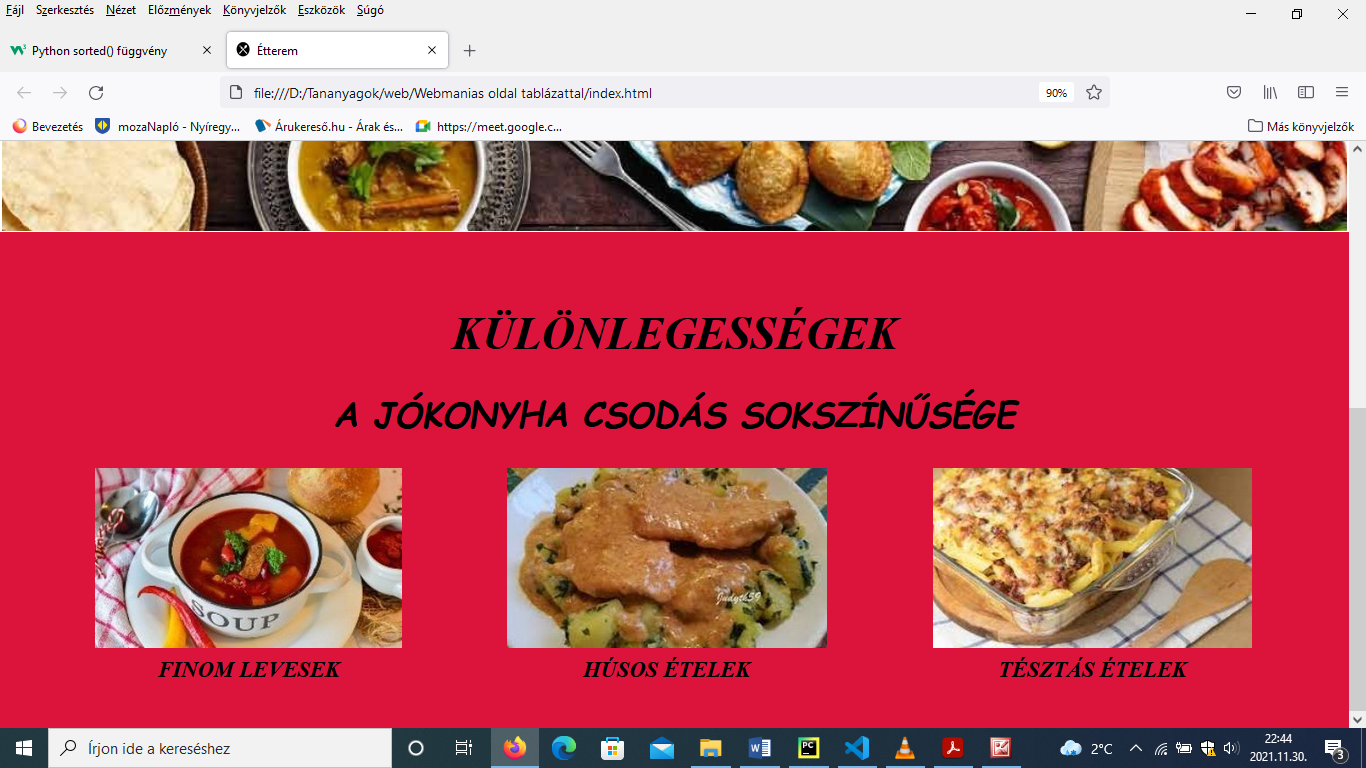 Fájl Szerkesztés Nézet Előzmények Könyvjelzők Eszközök Súgó
Python sorted() függvény
Étterem
file:///D:/Tananyagok/web/Webmanias oldal tablázattal/index.html
90%
Bevezetés
mozaNapló - Nyíregy...
Árukereső.hu - Árak és...
https://meet.google.c...
Más könyvjelzők
KÜLÖNLEGESSÉGEK
A JÓKONYHA CSODÁS SOKSZÍNŰSÉGE
SOUP
Judyth59
FINOM LEVESEK
HÚSOS ÉTELEK
TÉSZTÁS ÉTELEK
Írjon ide a kereséshez
2°C
22:44
2021.11.30.
3